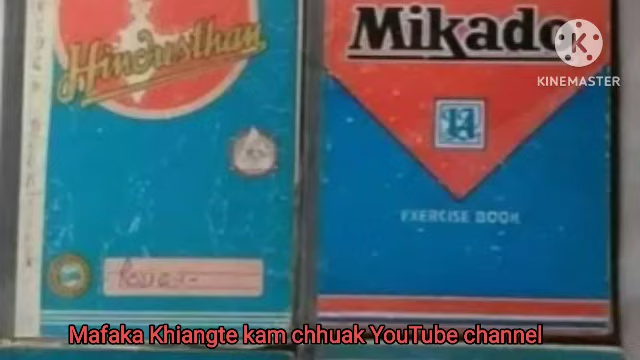 Hindusthan
Mikado
KINEMASTER
EXERCISE BOOK
Mafaka Khiangte kam chhuak YouTube channel